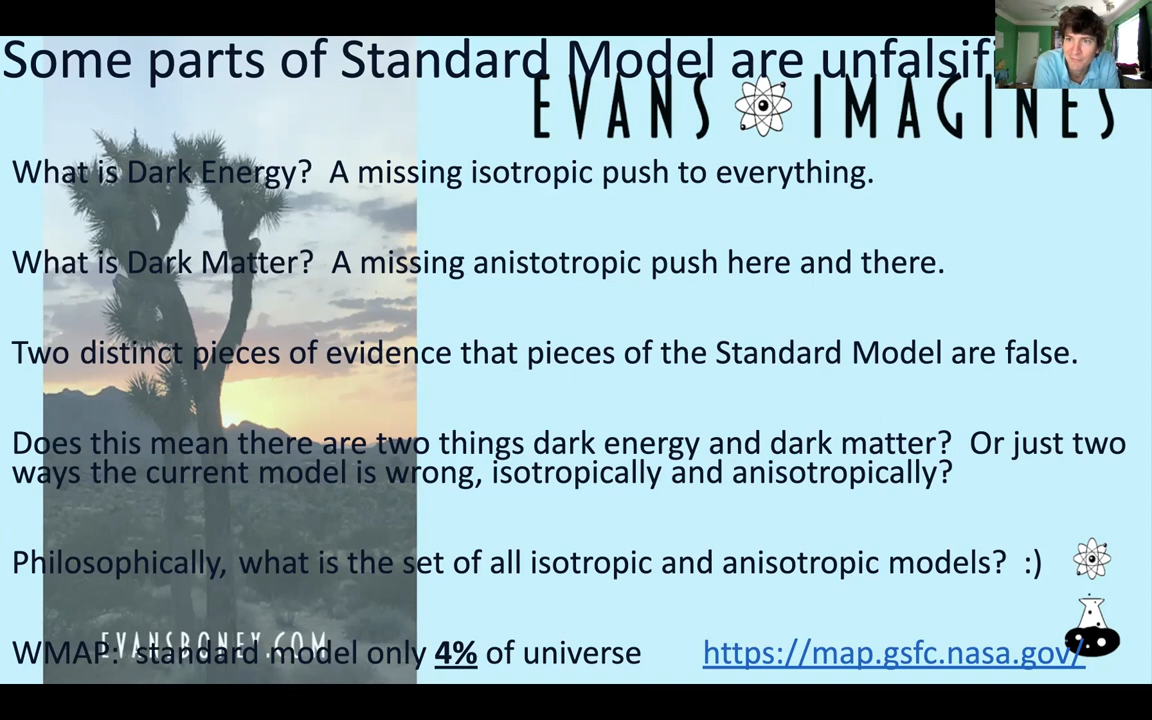 Some parts of Standard Model are unfalsif
EVANS IMAGINES
What is Dark Energy?  A missing isotropic push to everything.
What is Dark Matter?  A missing anistotropic push here and there.
Two distinct pieces of evidence that pieces of the Standard Model are false.
Does this mean there are two things dark energy and dark matter?  Or just two
ways the current model is wrong, isotropically and anisotropically?
Philosophically, what is the set of all isotropic and anisotropic models?  :)
EVANSBONEY.COM
WMAP:  standard model only 4% of universe
https://map.gsfc.nasa.gov/